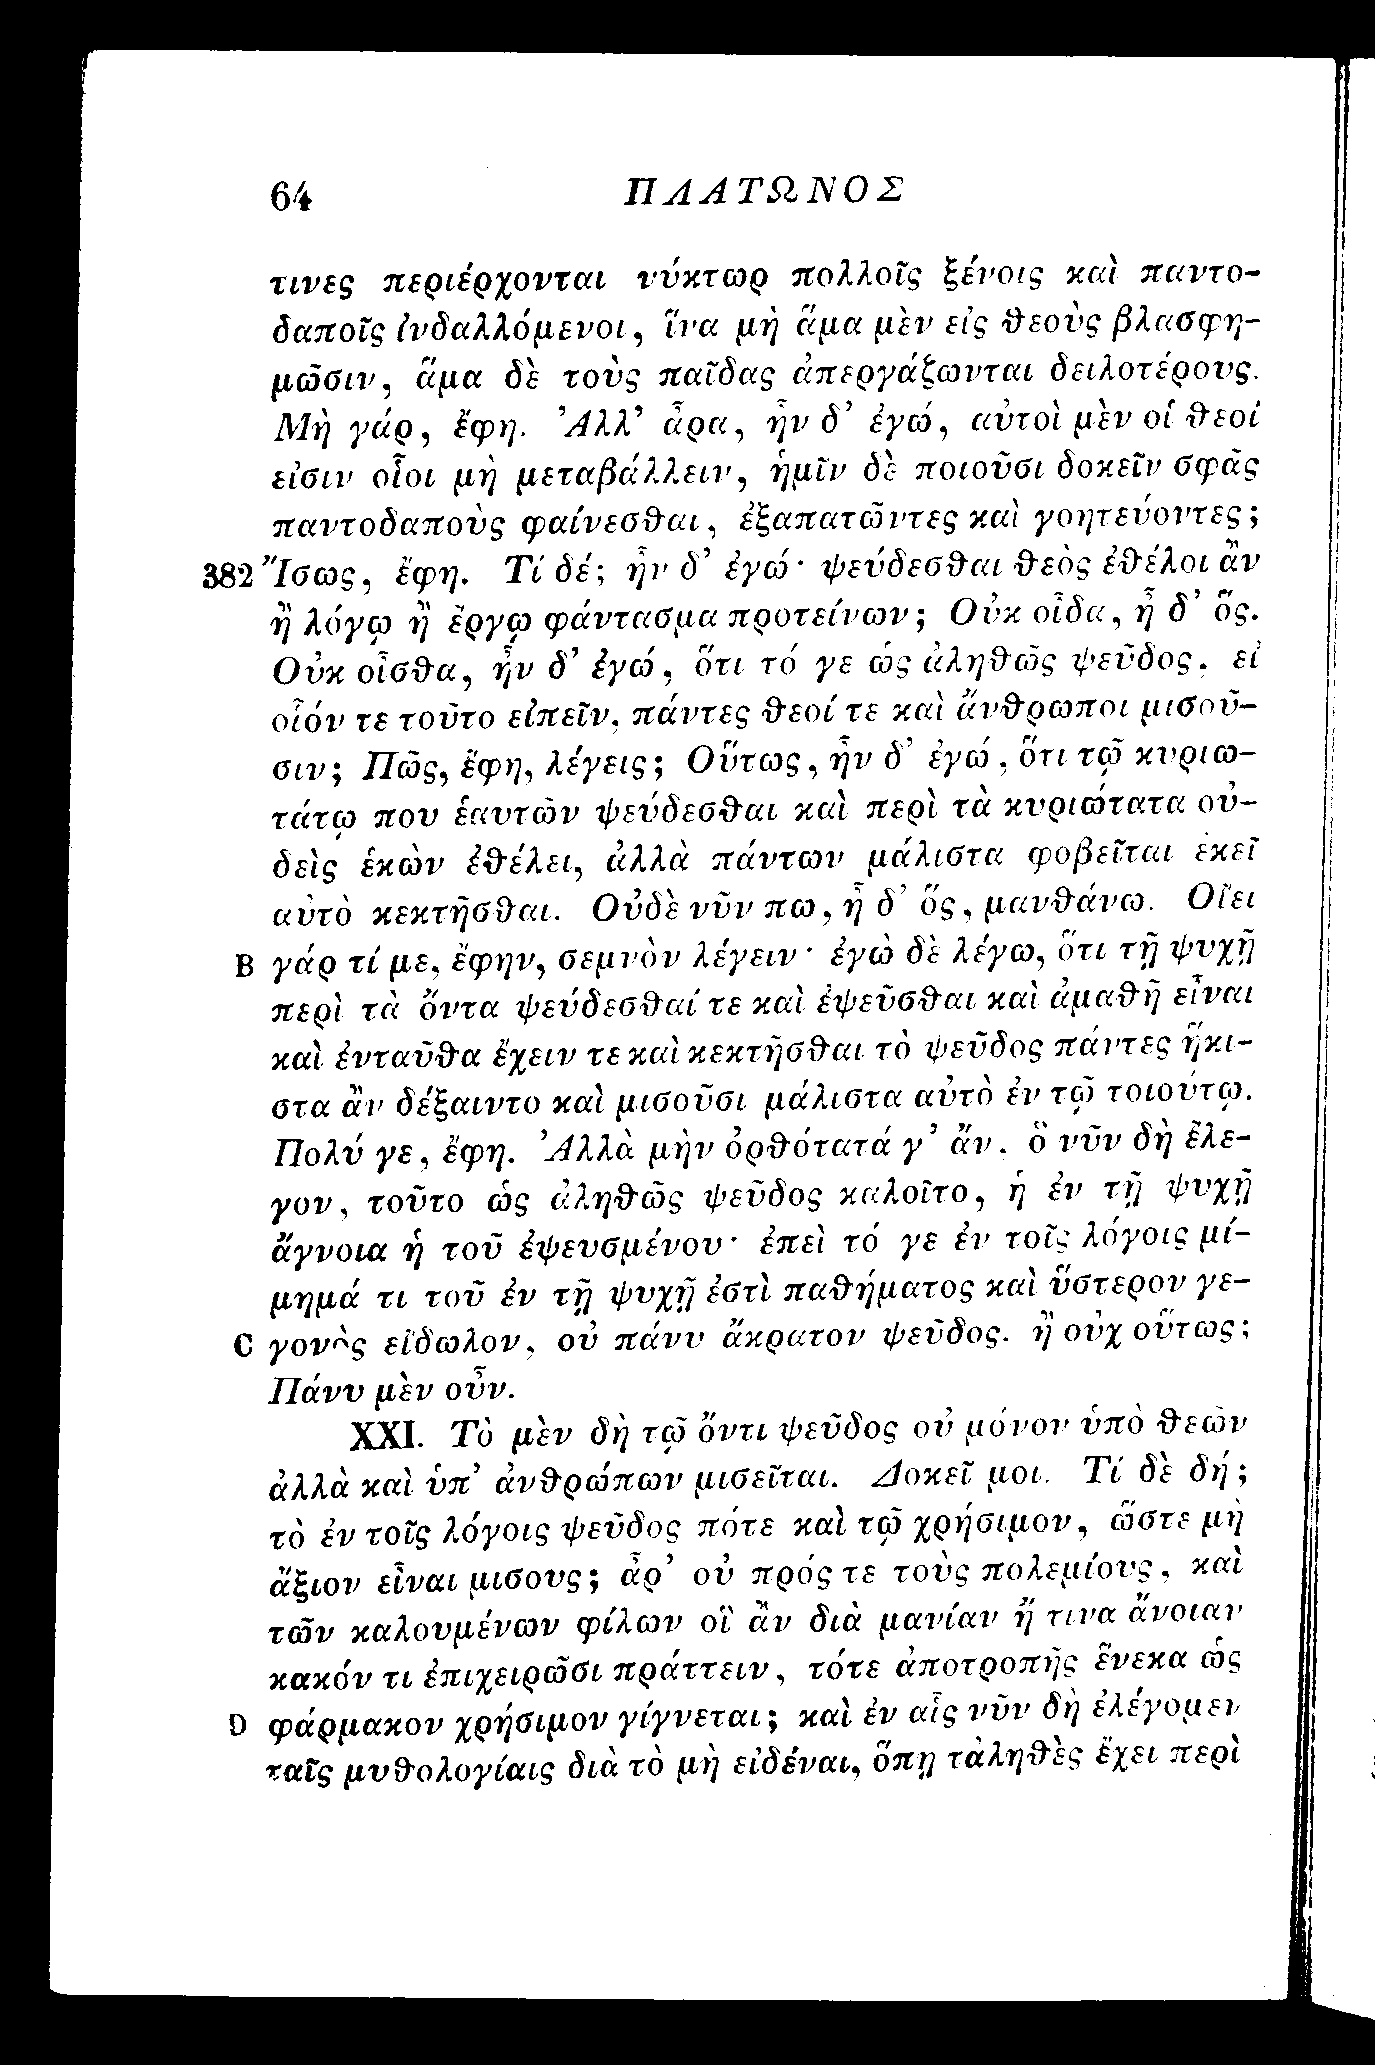 64 ΠΛΑΤΩΝΟΣ
τινες περιέρχονται νύκτωρ πολλοῖς ξένοις καὶ παντο-
δαποῖς ἰνδαλλόμενοι, ἵνα μὴ ἅμα μὲν εἰς θεοὺς βλασφη-
μῶσιν, ἅμα δὲ τοὺς παῖδας ἀπεργάζωνται δειλοτέρους.
Μὴ γάρ, ἔφη. Ἀλλ’ ἆρα, ἦν δ’ ἐγώ, αὐτοὶ μὲν οἱ θεοί
εἰσιν οἷοι μὴ μεταβάλλειν, ἡμῖν δὲ ποιοῦσι δοκεῖν σφᾶς
παντοδαποὺς φαίνεσθαι, ἐξαπατῶντες καὶ γοητεύοντες;
382 Ἴσως, ἔφη. Τί δέ; ἦν δ’ ἐγώ· ψεύδεσθαι θεὸς ἐθέλοι ἂν
ἢ λόγῳ ἢ ἔργῳ φάντασμα προτείνων; Οὐκ οἶδα, ἦ δ’ ὅς.
Οὐκ οἶσθα, ἦν δ’ ἐγώ, ὅτι τό γε ὡς ἀληθῶς ψεῦδος, εἰ
οἷόν τε τοῦτο εἰπεῖν, πάντες θεοί τε καὶ ἄνθρωποι μισοῦ-
σιν; Πῶς, ἔφη, λέγεις; Οὕτως, ἦν δ’ ἐγώ, ὅτι τῷ κυριω-
τάτῳ που ἑαυτῶν ψεύδεσθαι καὶ περὶ τὰ κυριώτατα οὐ-
δεὶς ἑκὼν ἐθέλει, ἀλλὰ πάντων μάλιστα φοβεῖται ἐκεῖ
αὐτὸ κεκτῆσθαι. Οὐδὲ νῦν πω, ἦ δ’ ὅς, μανθάνω. Οἴει
B γάρ τί με, ἔφην, σεμνὸν λέγειν· ἐγὼ δὲ λέγω, ὅτι τῇ ψυχῇ
περὶ τὰ ὄντα ψεύδεσθαί τε καὶ ἐψεῦσθαι καὶ ἀμαθῆ εἶναι
καὶ ἐνταῦθα ἔχειν τε καὶ κεκτῆσθαι τὸ ψεῦδος πάντες ἥκι-
στα ἂν δέξαιντο καὶ μισοῦσι μάλιστα αὐτὸ ἐν τῷ τοιούτῳ.
Πολύ γε, ἔφη. Ἀλλὰ μὴν ὀρθότατά γ’ ἄν, ὃ νῦν δὴ ἔλε-
γον, τοῦτο ὡς ἀληθῶς ψεῦδος καλοῖτο, ἡ ἐν τῇ ψυχῇ
ἄγνοια ἡ τοῦ ἐψευσμένου· ἐπεὶ τό γε ἐν τοῖς λόγοις μί-
μημά τι τοῦ ἐν τῇ ψυχῇ ἐστὶ παθήματος καὶ ὕστερον γε-
C γονὸς εἴδωλον, οὐ πάνυ ἄκρατον ψεῦδος. ἢ οὐχ οὕτως;
Πάνυ μὲν οὖν.
XXI. Τὸ μὲν δὴ τῷ ὄντι ψεῦδος οὐ μόνον ὑπὸ θεῶν
ἀλλὰ καὶ ὑπ’ ἀνθρώπων μισεῖται. Δοκεῖ μοι. Τί δὲ δή;
τὸ ἐν τοῖς λόγοις ψεῦδος πότε καὶ τῷ χρήσιμον, ὥστε μὴ
ἄξιον εἶναι μισους; ἆρ’ οὐ πρός τε τοὺς πολεμίους, καὶ
τῶν καλουμένων φίλων οἳ ἂν διὰ μανίαν ἤ τινα ἄνοιαν
κακόν τι ἐπιχειρῶσι πράττειν, τότε ἀποτροπῆς ἕνεκα ὡς
D φάρμακον χρήσιμον γίγνεται; καὶ ἐν αἷς νῦν δὴ ἐλέγομεν
ταῖς μυθολογίαις διὰ τὸ μὴ εἰδέναι, ὅπῃ τἀληθὲς ἔχει περὶ